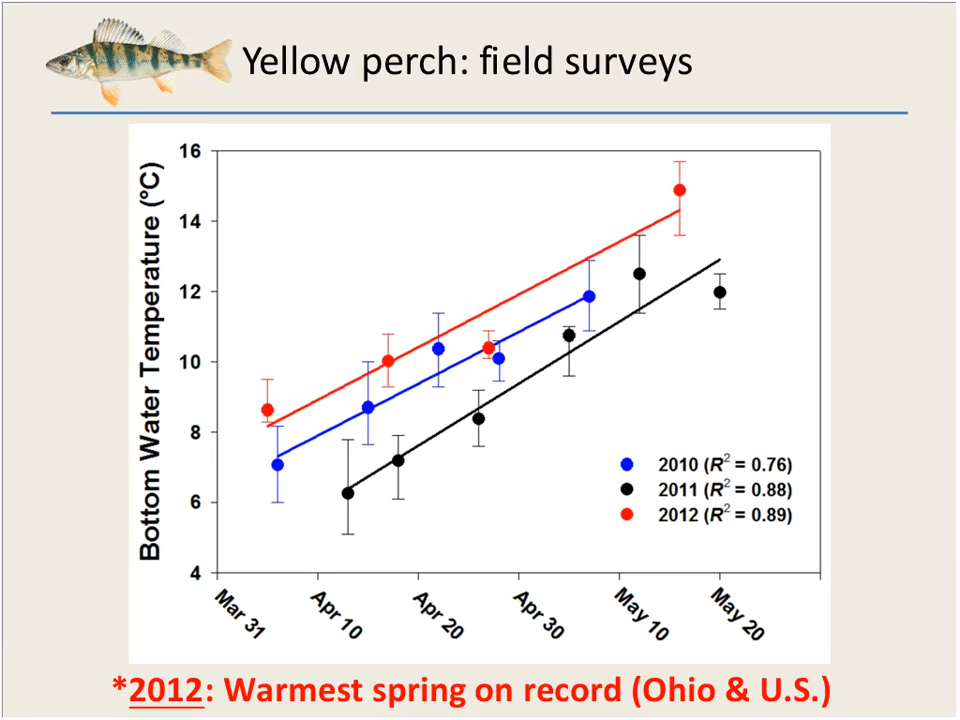 Yellow perch: field surveys
Bottom Water Temperature (°C)
16
14
12
10
8
6
4
2010 (R² = 0.76)
2011 (R² = 0.88)
2012 (R² = 0.89)
Mar 31
Apr 10
Apr 20
Apr 30
May 10
May 20
*2012: Warmest spring on record (Ohio & U.S.)